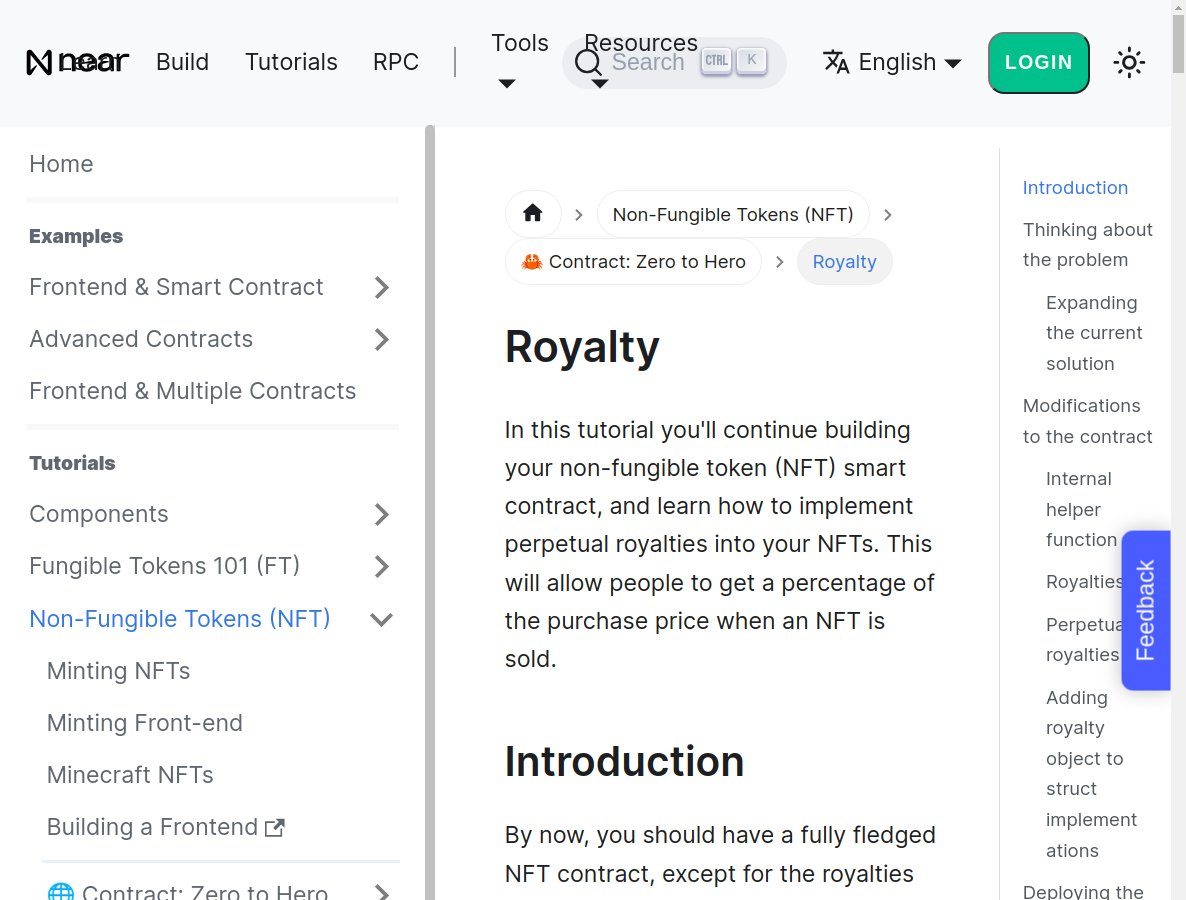 near
Learn
Build
Tutorials
RPC
Tools
Resources
Search
CTRL
K
English
LOGIN
Home
Examples
Frontend & Smart Contract
Advanced Contracts
Frontend & Multiple Contracts
Tutorials
Components
Fungible Tokens 101 (FT)
Non-Fungible Tokens (NFT)
Minting NFTs
Minting Front-end
Minecraft NFTs
Building a Frontend
🌐 Contract: Zero to Hero
Non-Fungible Tokens (NFT)
🦀 Contract: Zero to Hero
Royalty
Royalty
In this tutorial you'll continue building
your non-fungible token (NFT) smart
contract, and learn how to implement
perpetual royalties into your NFTs. This
will allow people to get a percentage of
the purchase price when an NFT is
sold.
Introduction
By now, you should have a fully fledged
NFT contract, except for the royalties
Introduction
Thinking about
the problem
Expanding
the current
solution
Modifications
to the contract
Internal
helper
function
Royalties
Perpetual
royalties
Adding
royalty
object to
struct
implement
ations
Deploying the
Feedback